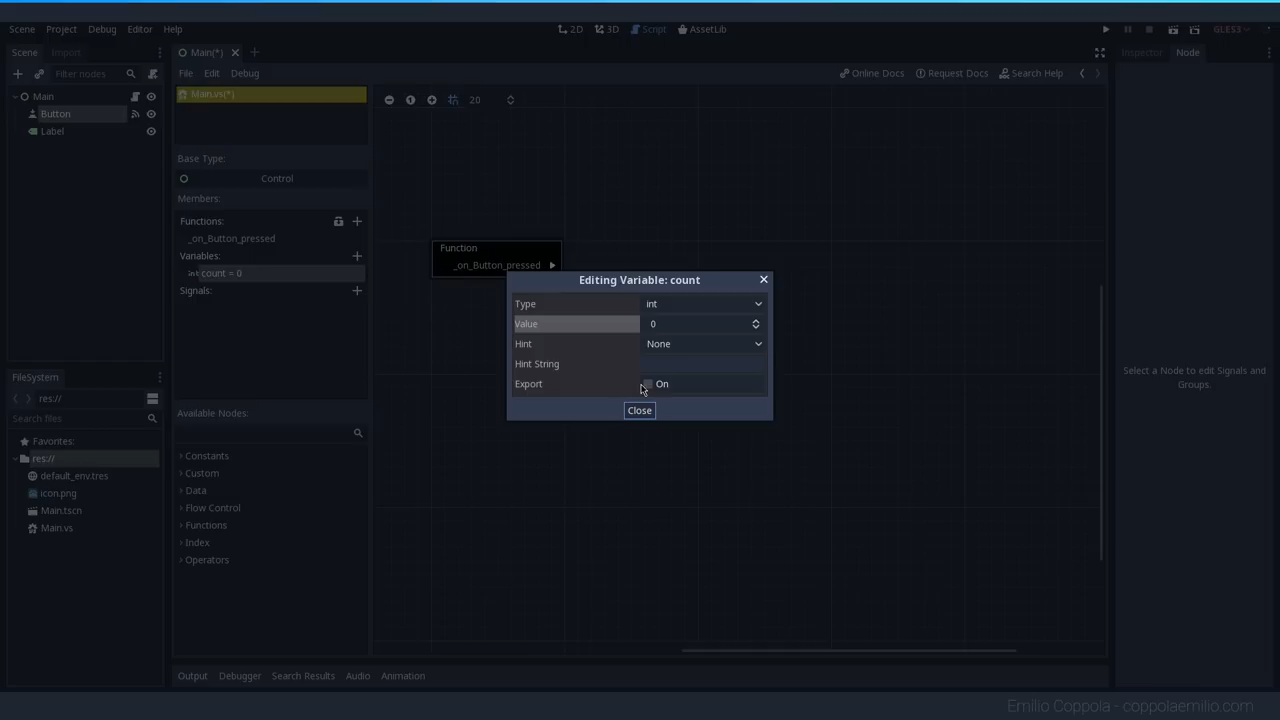 Scene Project Debug Editor Help 2D 3D Script AssetLib GLES3
Scene Import Main(*) Inspector Node
Filter nodes File Edit Debug Online Docs Request Docs Search Help
Main Main.vs(*) 20
Button
Label
Base Type:
Control
Members:
Functions:
_on_Button_pressed
Variables:
int count = 0
Signals:
Function
_on_Button_pressed
Editing Variable: count
Type int
Value 0
Hint None
Hint String
Export On
Close
Select a Node to edit Signals and
Groups.
FileSystem
res://
Search files
Favorites:
res://
default_env.tres
icon.png
Main.tscn
Main.vs
Available Nodes:
Constants
Custom
Data
Flow Control
Functions
Index
Operators
Output Debugger Search Results Audio Animation
Emilio Coppola - coppolaemilio.com